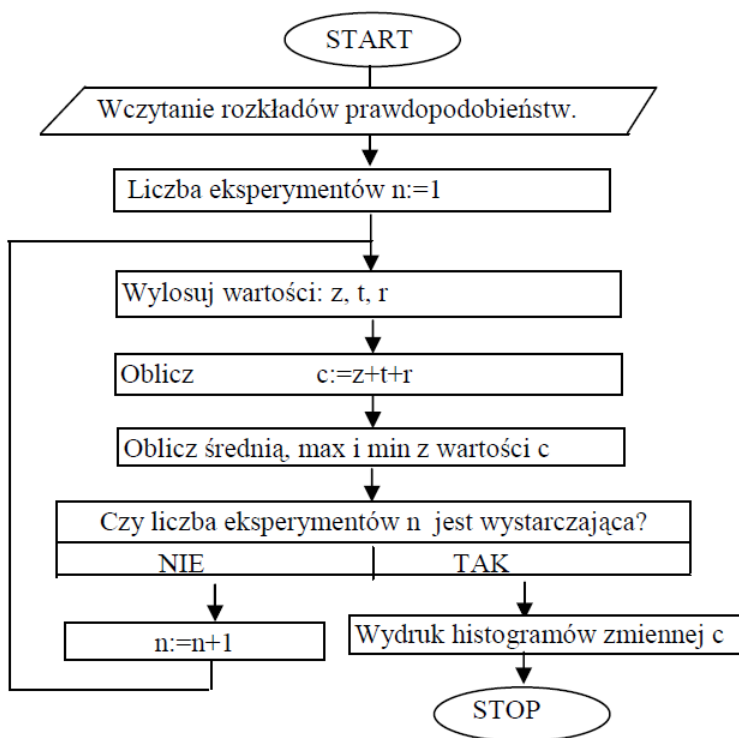 START
Wczytanie rozkładów prawdopodobieństw.
Liczba eksperymentów n:=1
Wylosuj wartości: z, t, r
Oblicz c:=z+t+r
Oblicz średnią, max i min z wartości c
Czy liczba eksperymentów n jest wystarczająca?
NIE TAK
n:=n+1 Wydruk histogramów zmiennej c
STOP